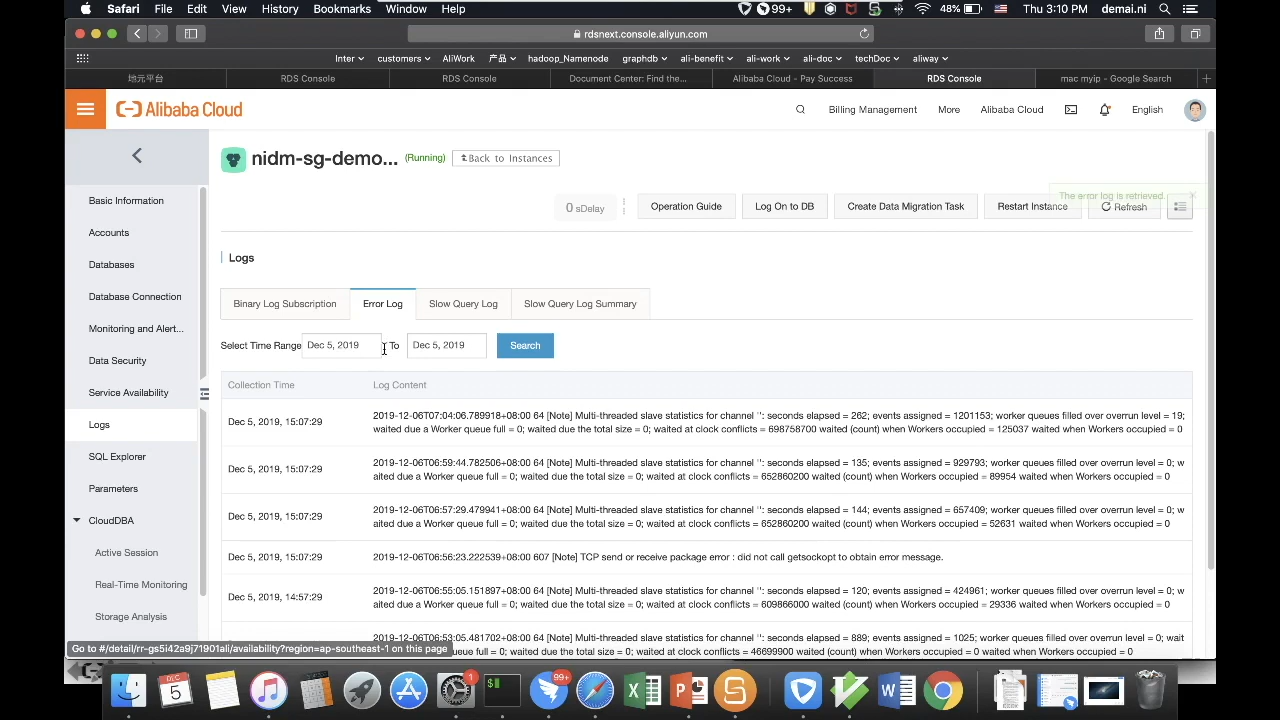 Safari File Edit View History Bookmarks Window Help 99+ 48% Thu 3:10 PM demai.ni
rdsnext.console.aliyun.com
Inter customers AliWork 产品 hadoop_Namenode graphdb ali-benefit ali-work ali-doc techDoc aliway
地元平台 RDS Console RDS Console Document Center: Find the... Alibaba Cloud - Pay Success RDS Console mac myip - Google Search
Alibaba Cloud Billing Management More Alibaba Cloud English
nidm-sg-demo... (Running) Back to Instances
The error log is retrieved.
0 sDelay Operation Guide Log On to DB Create Data Migration Task Restart Instance Refresh
Basic Information
Accounts
Databases
Database Connection
Monitoring and Alert...
Data Security
Service Availability
Logs
SQL Explorer
Parameters
CloudDBA
Active Session
Real-Time Monitoring
Storage Analysis
Logs
Binary Log Subscription Error Log Slow Query Log Slow Query Log Summary
Select Time Range Dec 5, 2019 To Dec 5, 2019 Search
Collection Time Log Content
Dec 5, 2019, 15:07:29
2019-12-06T07:04:06.789918+08:00 64 [Note] Multi-threaded slave statistics for channel '': seconds elapsed = 262; events assigned = 1201153; worker queues filled over overrun level = 19;
waited due a Worker queue full = 0; waited due the total size = 0; waited at clock conflicts = 698758700 waited (count) when Workers occupied = 125037 waited when Workers occupied = 0
Dec 5, 2019, 15:07:29
2019-12-06T06:59:44.782506+08:00 64 [Note] Multi-threaded slave statistics for channel '': seconds elapsed = 135; events assigned = 929793; worker queues filled over overrun level = 0; w
aited due a Worker queue full = 0; waited due the total size = 0; waited at clock conflicts = 652860200 waited (count) when Workers occupied = 89954 waited when Workers occupied = 0
Dec 5, 2019, 15:07:29
2019-12-06T06:57:29.479941+08:00 64 [Note] Multi-threaded slave statistics for channel '': seconds elapsed = 144; events assigned = 657409; worker queues filled over overrun level = 0; w
aited due a Worker queue full = 0; waited due the total size = 0; waited at clock conflicts = 652860200 waited (count) when Workers occupied = 52631 waited when Workers occupied = 0
Dec 5, 2019, 15:07:29
2019-12-06T06:56:23.222539+08:00 607 [Note] TCP send or receive package error : did not call getsockopt to obtain error message.
Dec 5, 2019, 14:57:29
2019-12-06T06:55:05.151897+08:00 64 [Note] Multi-threaded slave statistics for channel '': seconds elapsed = 120; events assigned = 424961; worker queues filled over overrun level = 0; w
aited due a Worker queue full = 0; waited due the total size = 0; waited at clock conflicts = 609866000 waited (count) when Workers occupied = 29336 waited when Workers occupied = 0
2019-12-06T06:53:05.481702+08:00 64 [Note] Multi-threaded slave statistics for channel '': seconds elapsed = 889; events assigned = 1025; worker queues filled over overrun level = 0; wait
ed due a Worker queue full = 0; waited due the total size = 0; waited at clock conflicts = 46699900 waited (count) when Workers occupied = 0 waited when Workers occupied = 0
Go to #/detail/rr-gs5i42a9j71901ali/availability?region=ap-southeast-1 on this page
DEC
5
1
99+